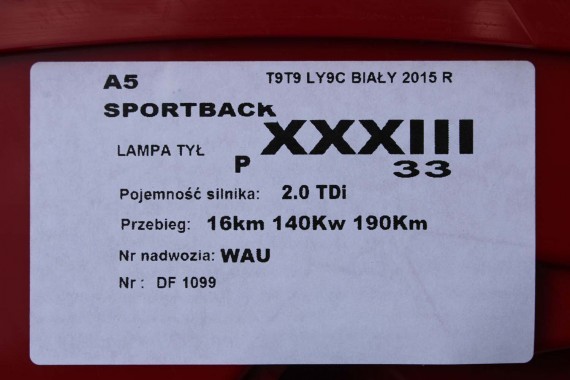 A5 T9T9 LY9C BIAŁY 2015 R
SPORTBACK
LAMPA TYŁ P XXXIII
33
Pojemność silnika: 2.0 TDi
Przebieg: 16km 140Kw 190Km
Nr nadwozia: WAU
Nr : DF 1099